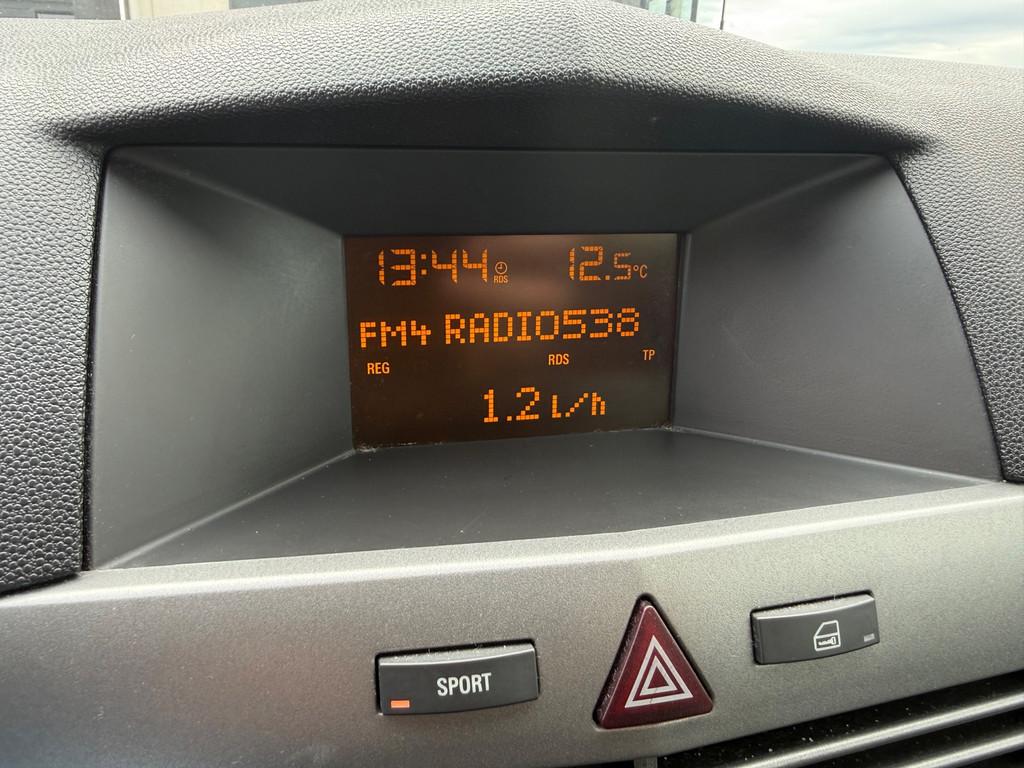 13:44 RDS 12.5°C
FM4 RADIO538
REG RDS TP
1.2 L/h
SPORT